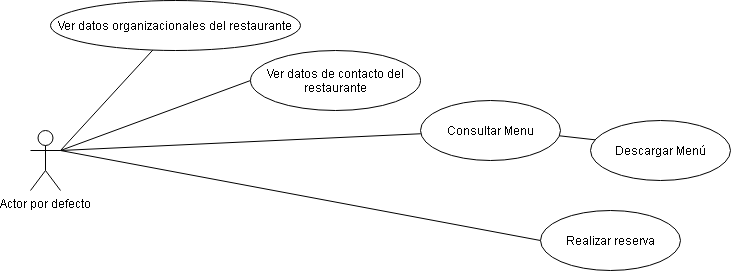 Ver datos organizacionales del restaurante
Ver datos de contacto del
restaurante
Consultar Menu
Descargar Menú
Actor por defecto
Realizar reserva